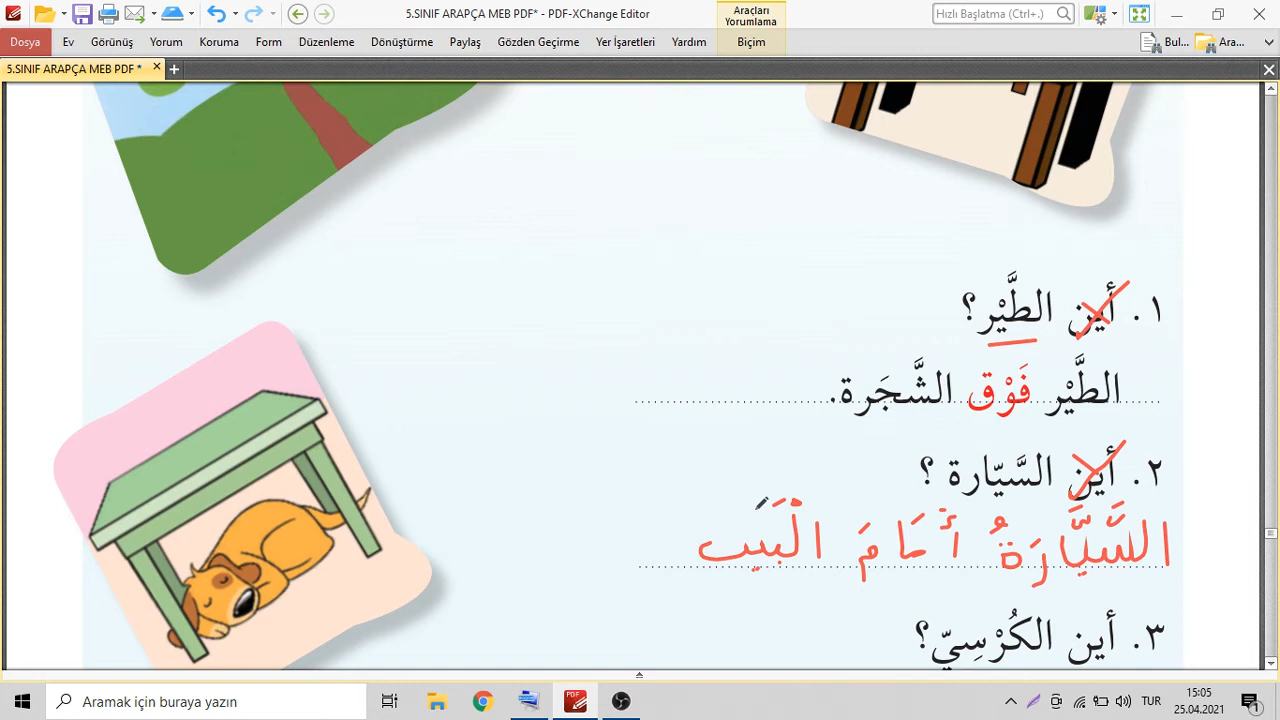 5.SINIF ARAPÇA MEB PDF* - PDF-XChange Editor
Araçları Yorumlama
Hızlı Başlatma (Ctrl+.)
Dosya Ev Görünüş Yorum Koruma Form Düzenleme Dönüştürme Paylaş Gözden Geçirme Yer İşaretleri Yardım Biçim Bul... Ara...
5.SINIF ARAPÇA MEB PDF *
١. أين الطَّيْر؟
الطَّيْر فَوْق الشَّجَرة.
٢. أين السَّيّارة ؟
السَّيَّارَةُ أَمَامَ الْبَيب
٣. أين الكُرْسِيّ؟
PDF
Aramak için buraya yazın
TUR
15:05
25.04.2021
1